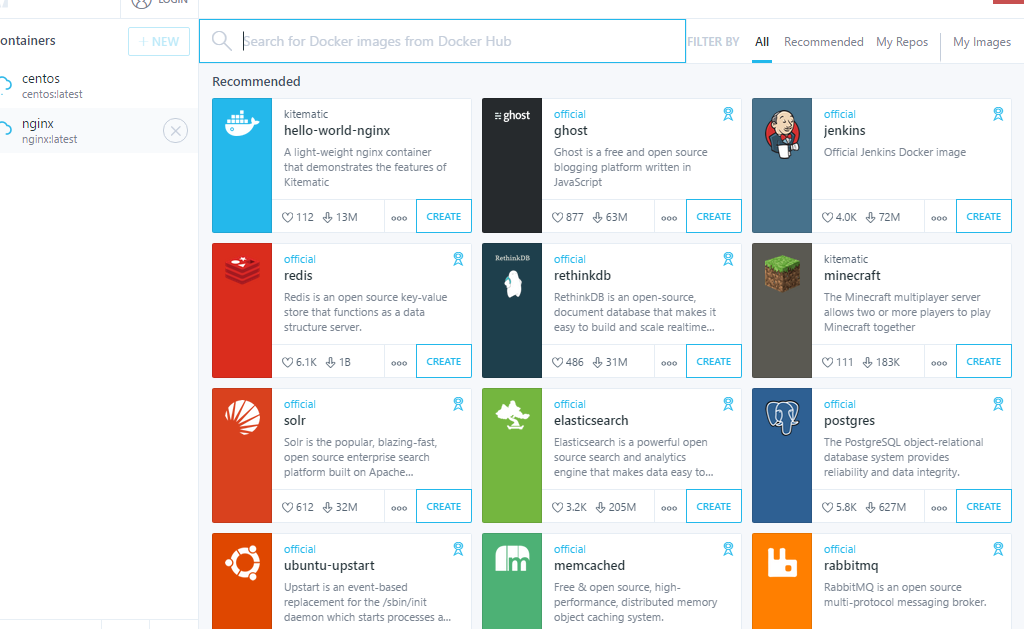 LOGIN
ontainers
+ NEW
centos
centos:latest
nginx
nginx:latest
Search for Docker images from Docker Hub
FILTER BY All Recommended My Repos My Images
Recommended
kitematic
hello-world-nginx
A light-weight nginx container
that demonstrates the features of
Kitematic
112 13M
CREATE
ghost
official
ghost
Ghost is a free and open source
blogging platform written in
JavaScript
877 63M
CREATE
official
jenkins
Official Jenkins Docker image
4.0K 72M
CREATE
official
redis
Redis is an open source key-value
store that functions as a data
structure server.
6.1K 1B
CREATE
RethinkDB
official
rethinkdb
RethinkDB is an open-source,
document database that makes it
easy to build and scale realtime...
486 31M
CREATE
kitematic
minecraft
The Minecraft multiplayer server
allows two or more players to play
Minecraft together
111 183K
CREATE
official
solr
Solr is the popular, blazing-fast,
open source enterprise search
platform built on Apache...
612 32M
CREATE
official
elasticsearch
Elasticsearch is a powerful open
source search and analytics
engine that makes data easy to...
3.2K 205M
CREATE
official
postgres
The PostgreSQL object-relational
database system provides
reliability and data integrity.
5.8K 627M
CREATE
official
ubuntu-upstart
Upstart is an event-based
replacement for the /sbin/init
daemon which starts processes a...
m
official
memcached
Free & open source, high-
performance, distributed memory
object caching system.
official
rabbitmq
RabbitMQ is an open source
multi-protocol messaging broker.